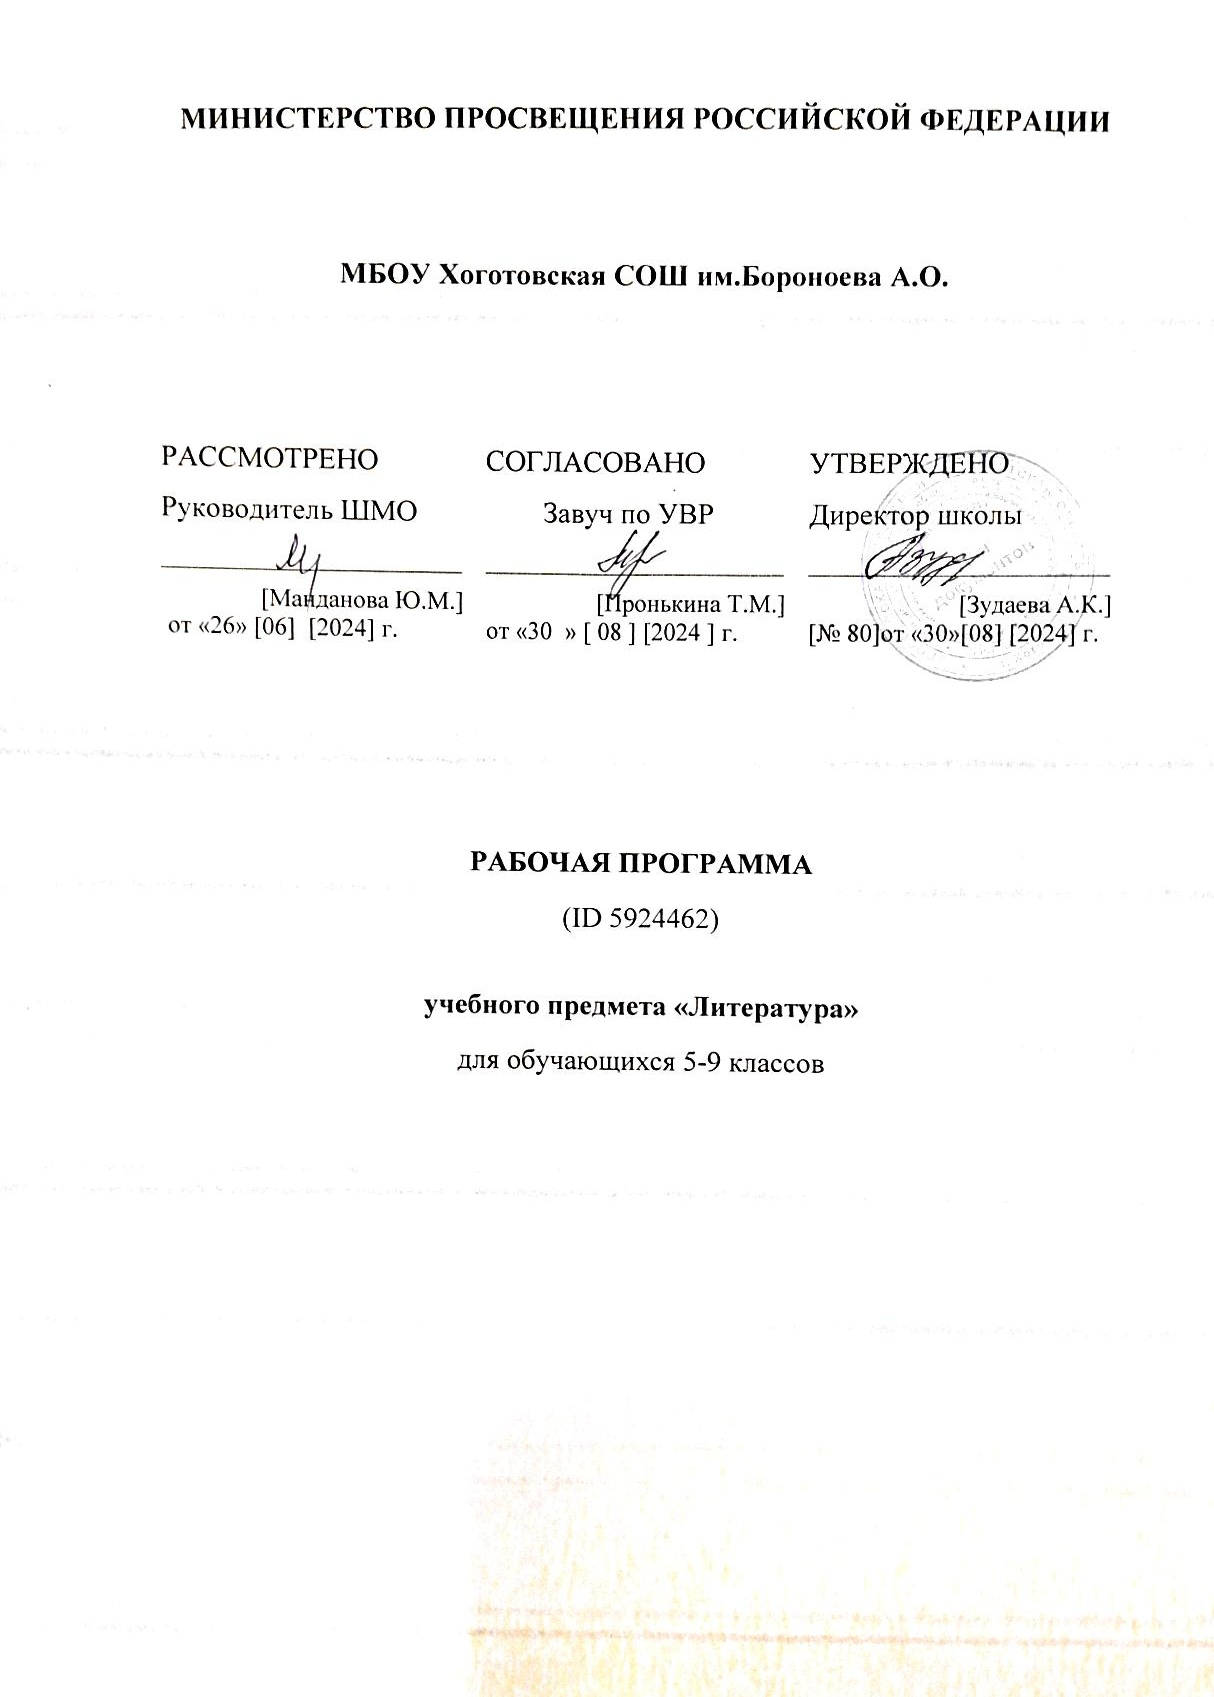 МИНИСТЕРСТВО ПРОСВЕЩЕНИЯ РОССИЙСКОЙ ФЕДЕРАЦИИ
МБОУ Хоготовская СОШ им.Бороноева А.О.
РАССМОТРЕНО
Руководитель ШМО
[Манданова Ю.М.]
от «26» [06] [2024] г.
СОГЛАСОВАНО
Завуч по УВР
[Пронькина Т.М.]
от «30 » [ 08 ] [2024 ] г.
УТВЕРЖДЕНО
Директор школы
документов
[Зудаева А.К.]
[№ 80]от «30»[08] [2024] г.
РАБОЧАЯ ПРОГРАММА
(ID 5924462)
учебного предмета «Литература»
для обучающихся 5-9 классов